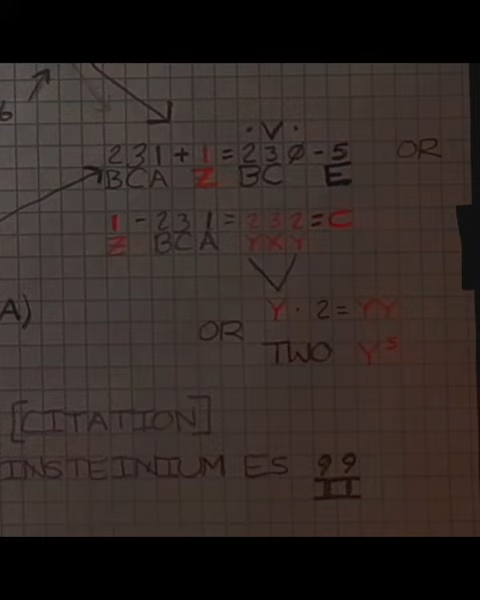 6
· V ·
231 + 1 = 230 - 5 OR
BCA Z BC E
1 - 231 = 232 = C
Z BCA YXY
Y · 2 = YY
A)
OR
TWO Y^S
[CITATION]
INSTEINIUM ES 99
II